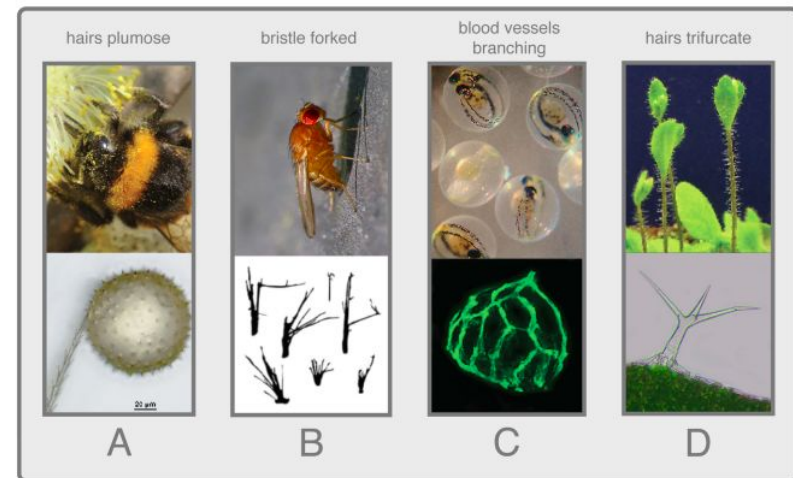 hairs plumose
bristle forked
blood vessels
branching
hairs trifurcate
20 µm
A
B
C
D